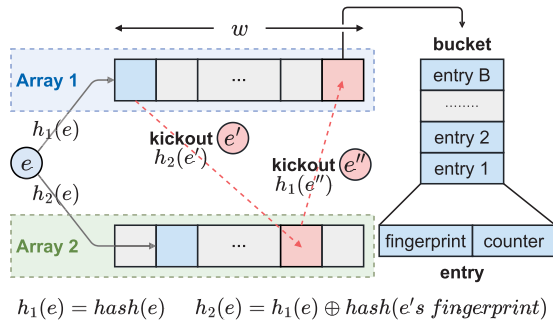 w
bucket
Array 1
...
entry B
........
entry 2
entry 1
h₁(e)
kickout e′
h₂(e′)
kickout e′′
h₁(e′′)
e
h₂(e)
Array 2
...
fingerprint counter
entry
h₁(e) = hash(e) h₂(e) = h₁(e) ⊕ hash(e's fingerprint)